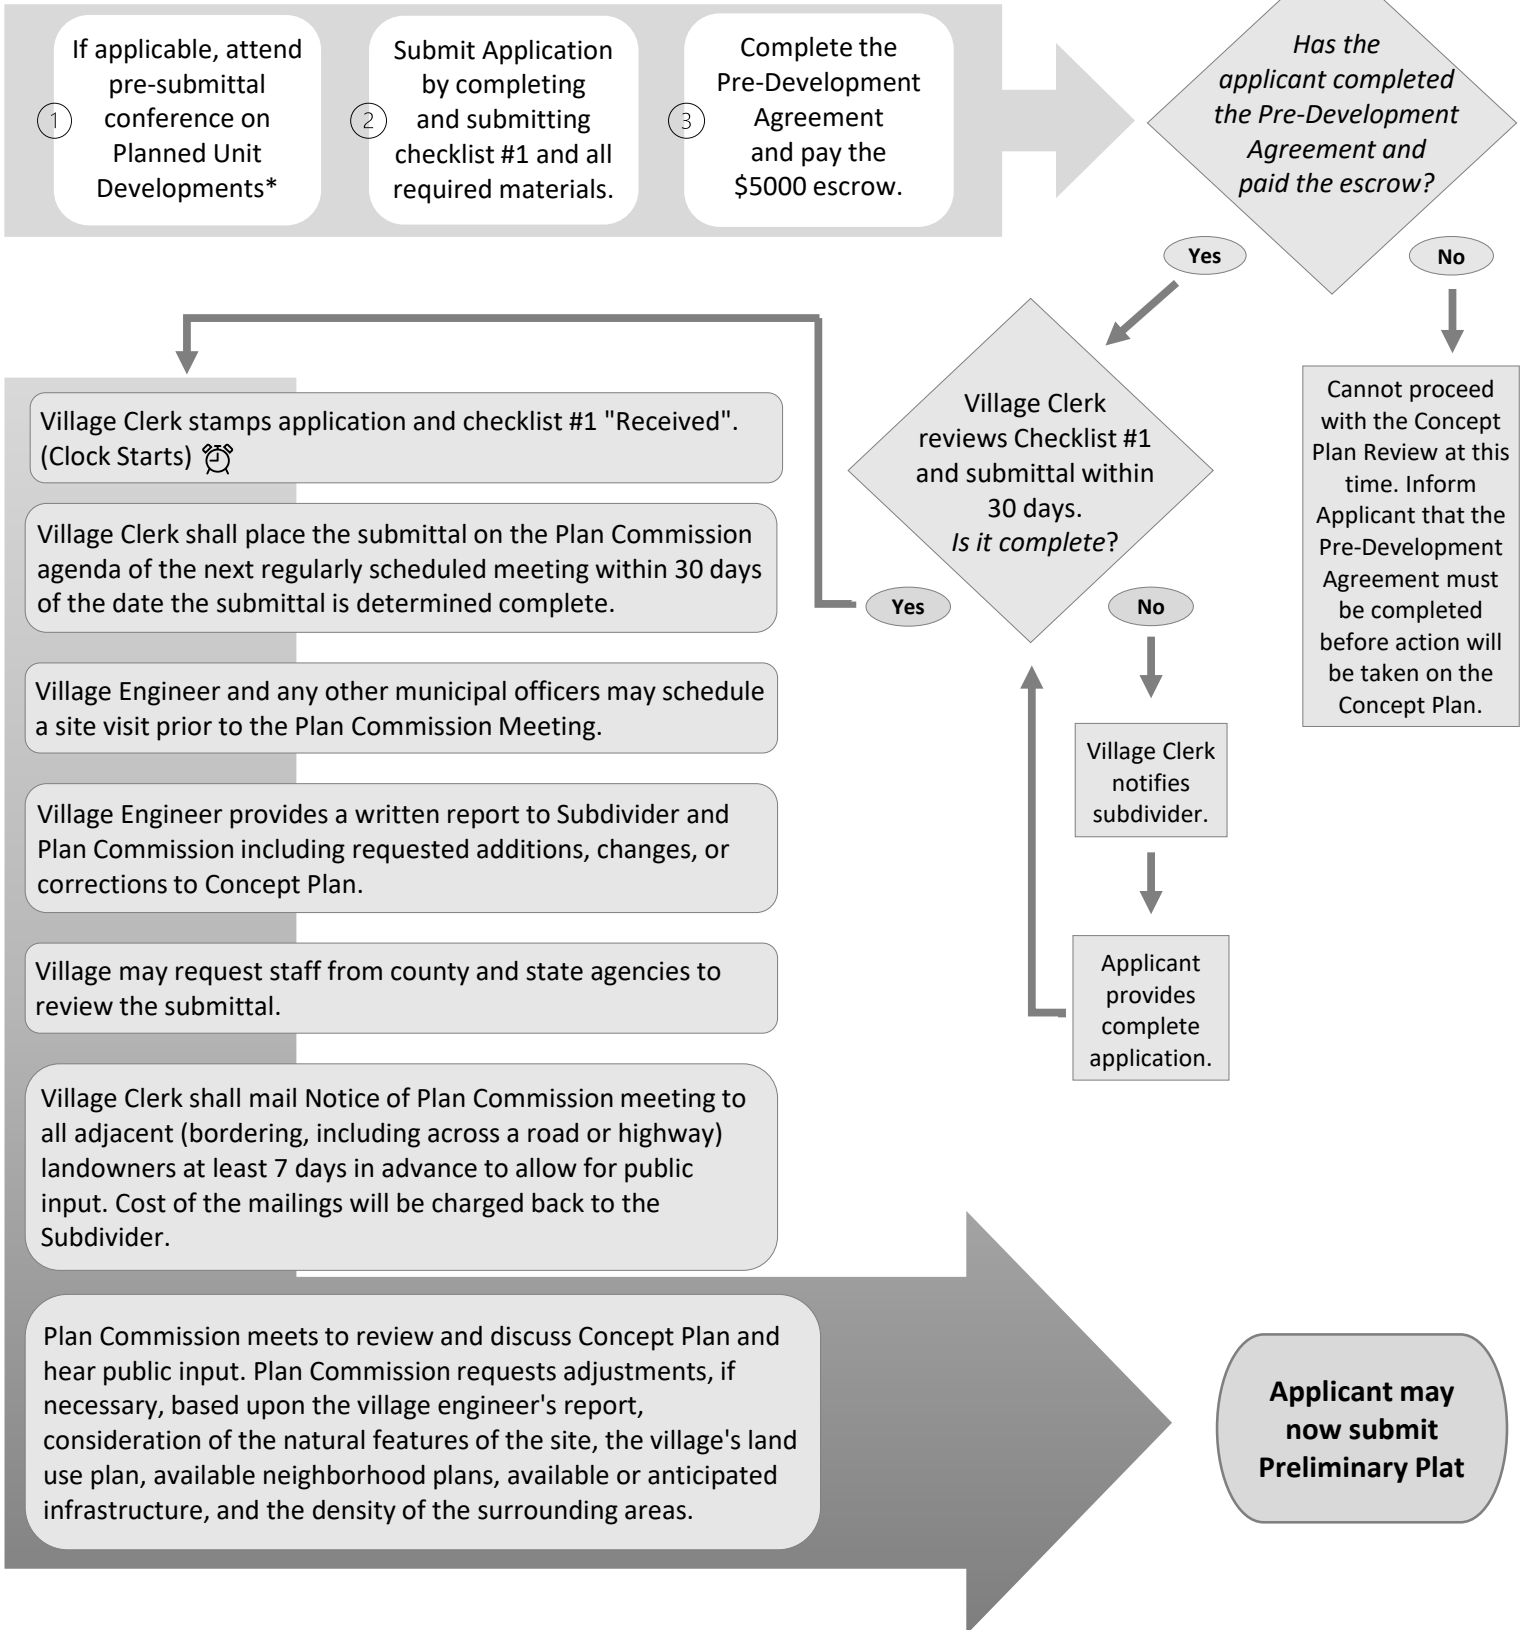 If applicable, attend
pre-submittal
conference on
Planned Unit
Developments*
1
Submit Application
by completing
and submitting
checklist #1 and all
required materials.
2
Complete the
Pre-Development
Agreement
and pay the
$5000 escrow.
3
Has the
applicant completed
the Pre-Development
Agreement and
paid the escrow?
Yes
No
Cannot proceed
with the Concept
Plan Review at this
time. Inform
Applicant that the
Pre-Development
Agreement must
be completed
before action will
be taken on the
Concept Plan.
Village Clerk
reviews Checklist #1
and submittal within
30 days.
Is it complete?
Yes
No
Village Clerk
notifies
subdivider.
Applicant
provides
complete
application.
Village Clerk stamps application and checklist #1 "Received".
(Clock Starts)
Village Clerk shall place the submittal on the Plan Commission
agenda of the next regularly scheduled meeting within 30 days
of the date the submittal is determined complete.
Village Engineer and any other municipal officers may schedule
a site visit prior to the Plan Commission Meeting.
Village Engineer provides a written report to Subdivider and
Plan Commission including requested additions, changes, or
corrections to Concept Plan.
Village may request staff from county and state agencies to
review the submittal.
Village Clerk shall mail Notice of Plan Commission meeting to
all adjacent (bordering, including across a road or highway)
landowners at least 7 days in advance to allow for public
input. Cost of the mailings will be charged back to the
Subdivider.
Plan Commission meets to review and discuss Concept Plan and
hear public input. Plan Commission requests adjustments, if
necessary, based upon the village engineer's report,
consideration of the natural features of the site, the village's land
use plan, available neighborhood plans, available or anticipated
infrastructure, and the density of the surrounding areas.
Applicant may
now submit
Preliminary Plat